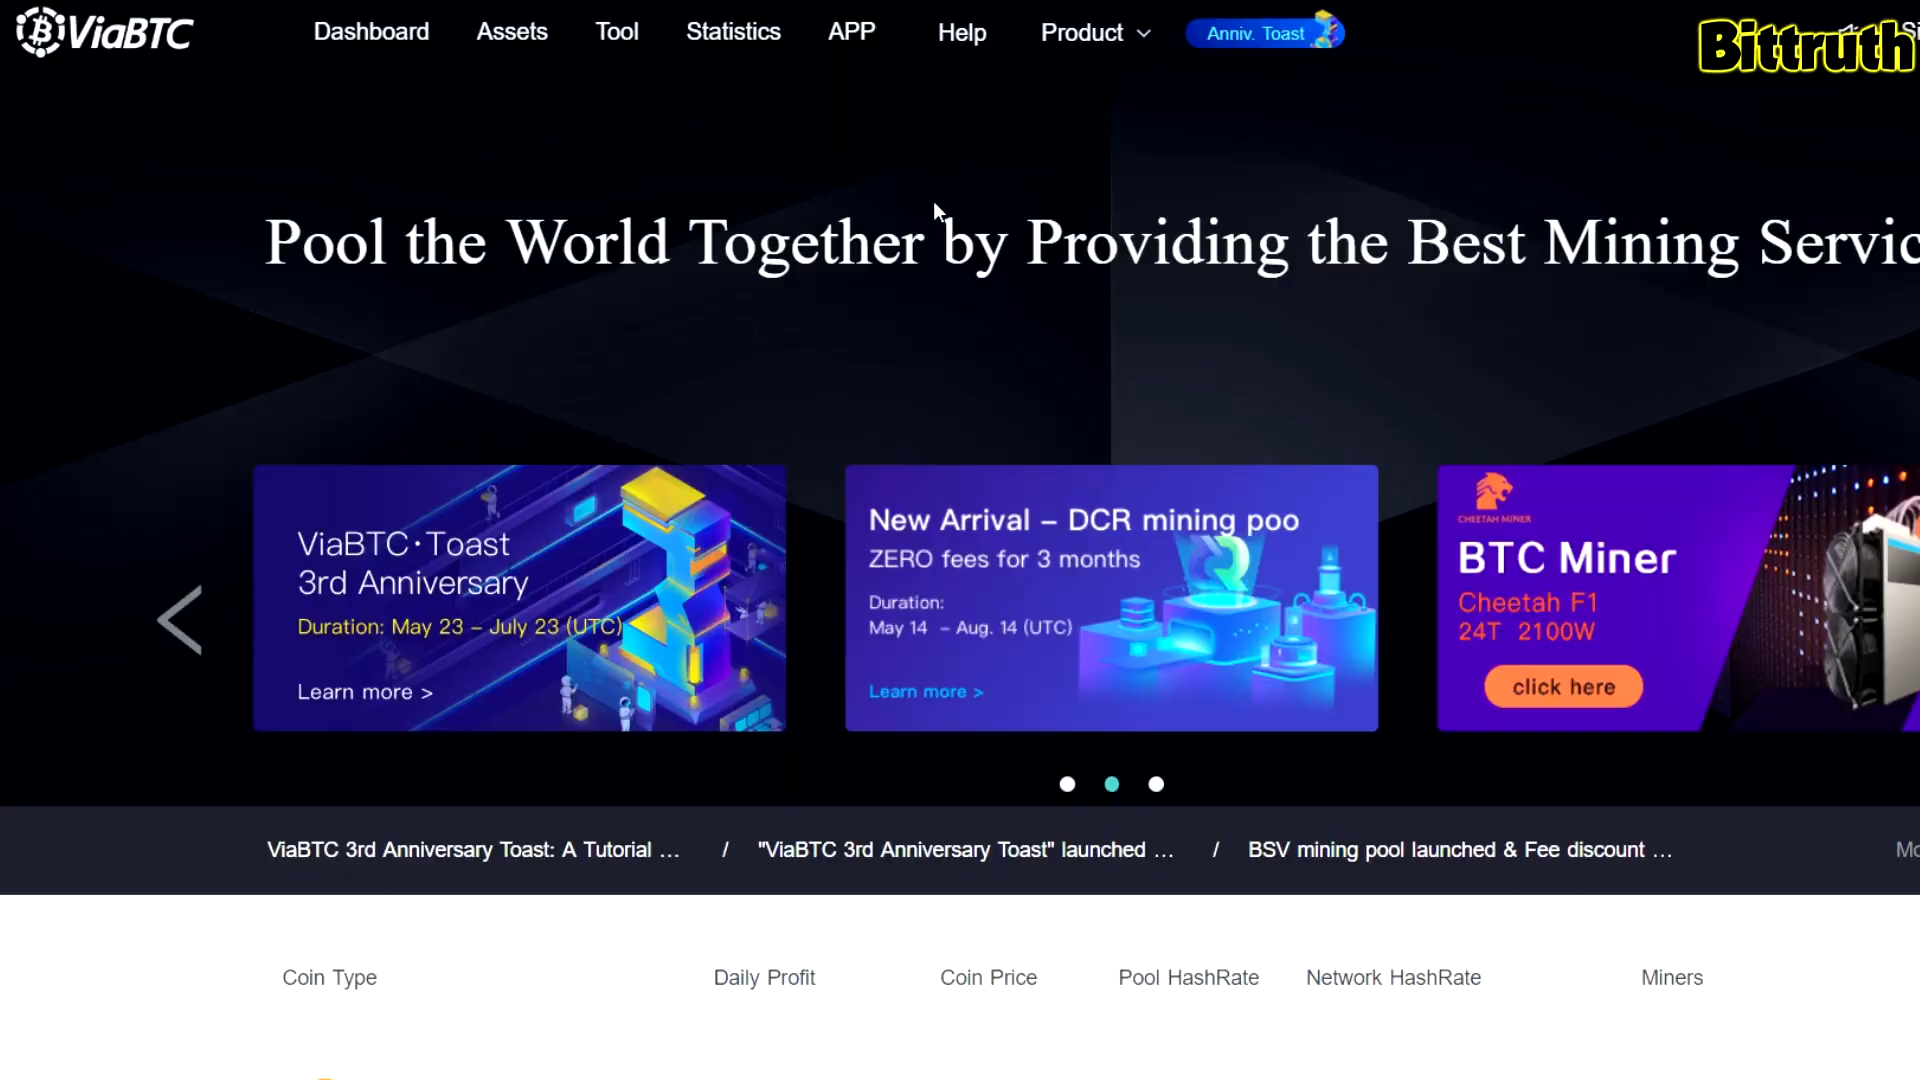 ViaBTC
Dashboard
Assets
Tool
Statistics
APP
Help
Product
Anniv. Toast
Bittruth
Pool the World Together by Providing the Best Mining Servic
ViaBTC·Toast
3rd Anniversary
Duration: May 23 – July 23 (UTC)
Learn more >
New Arrival – DCR mining poo
ZERO fees for 3 months
Duration:
May 14 – Aug. 14 (UTC)
Learn more >
CHEETAH MINER
BTC Miner
Cheetah F1
24T 2100W
click here
ViaBTC 3rd Anniversary Toast: A Tutorial ... / "ViaBTC 3rd Anniversary Toast" launched ... / BSV mining pool launched & Fee discount ...
Coin Type
Daily Profit
Coin Price
Pool HashRate
Network HashRate
Miners